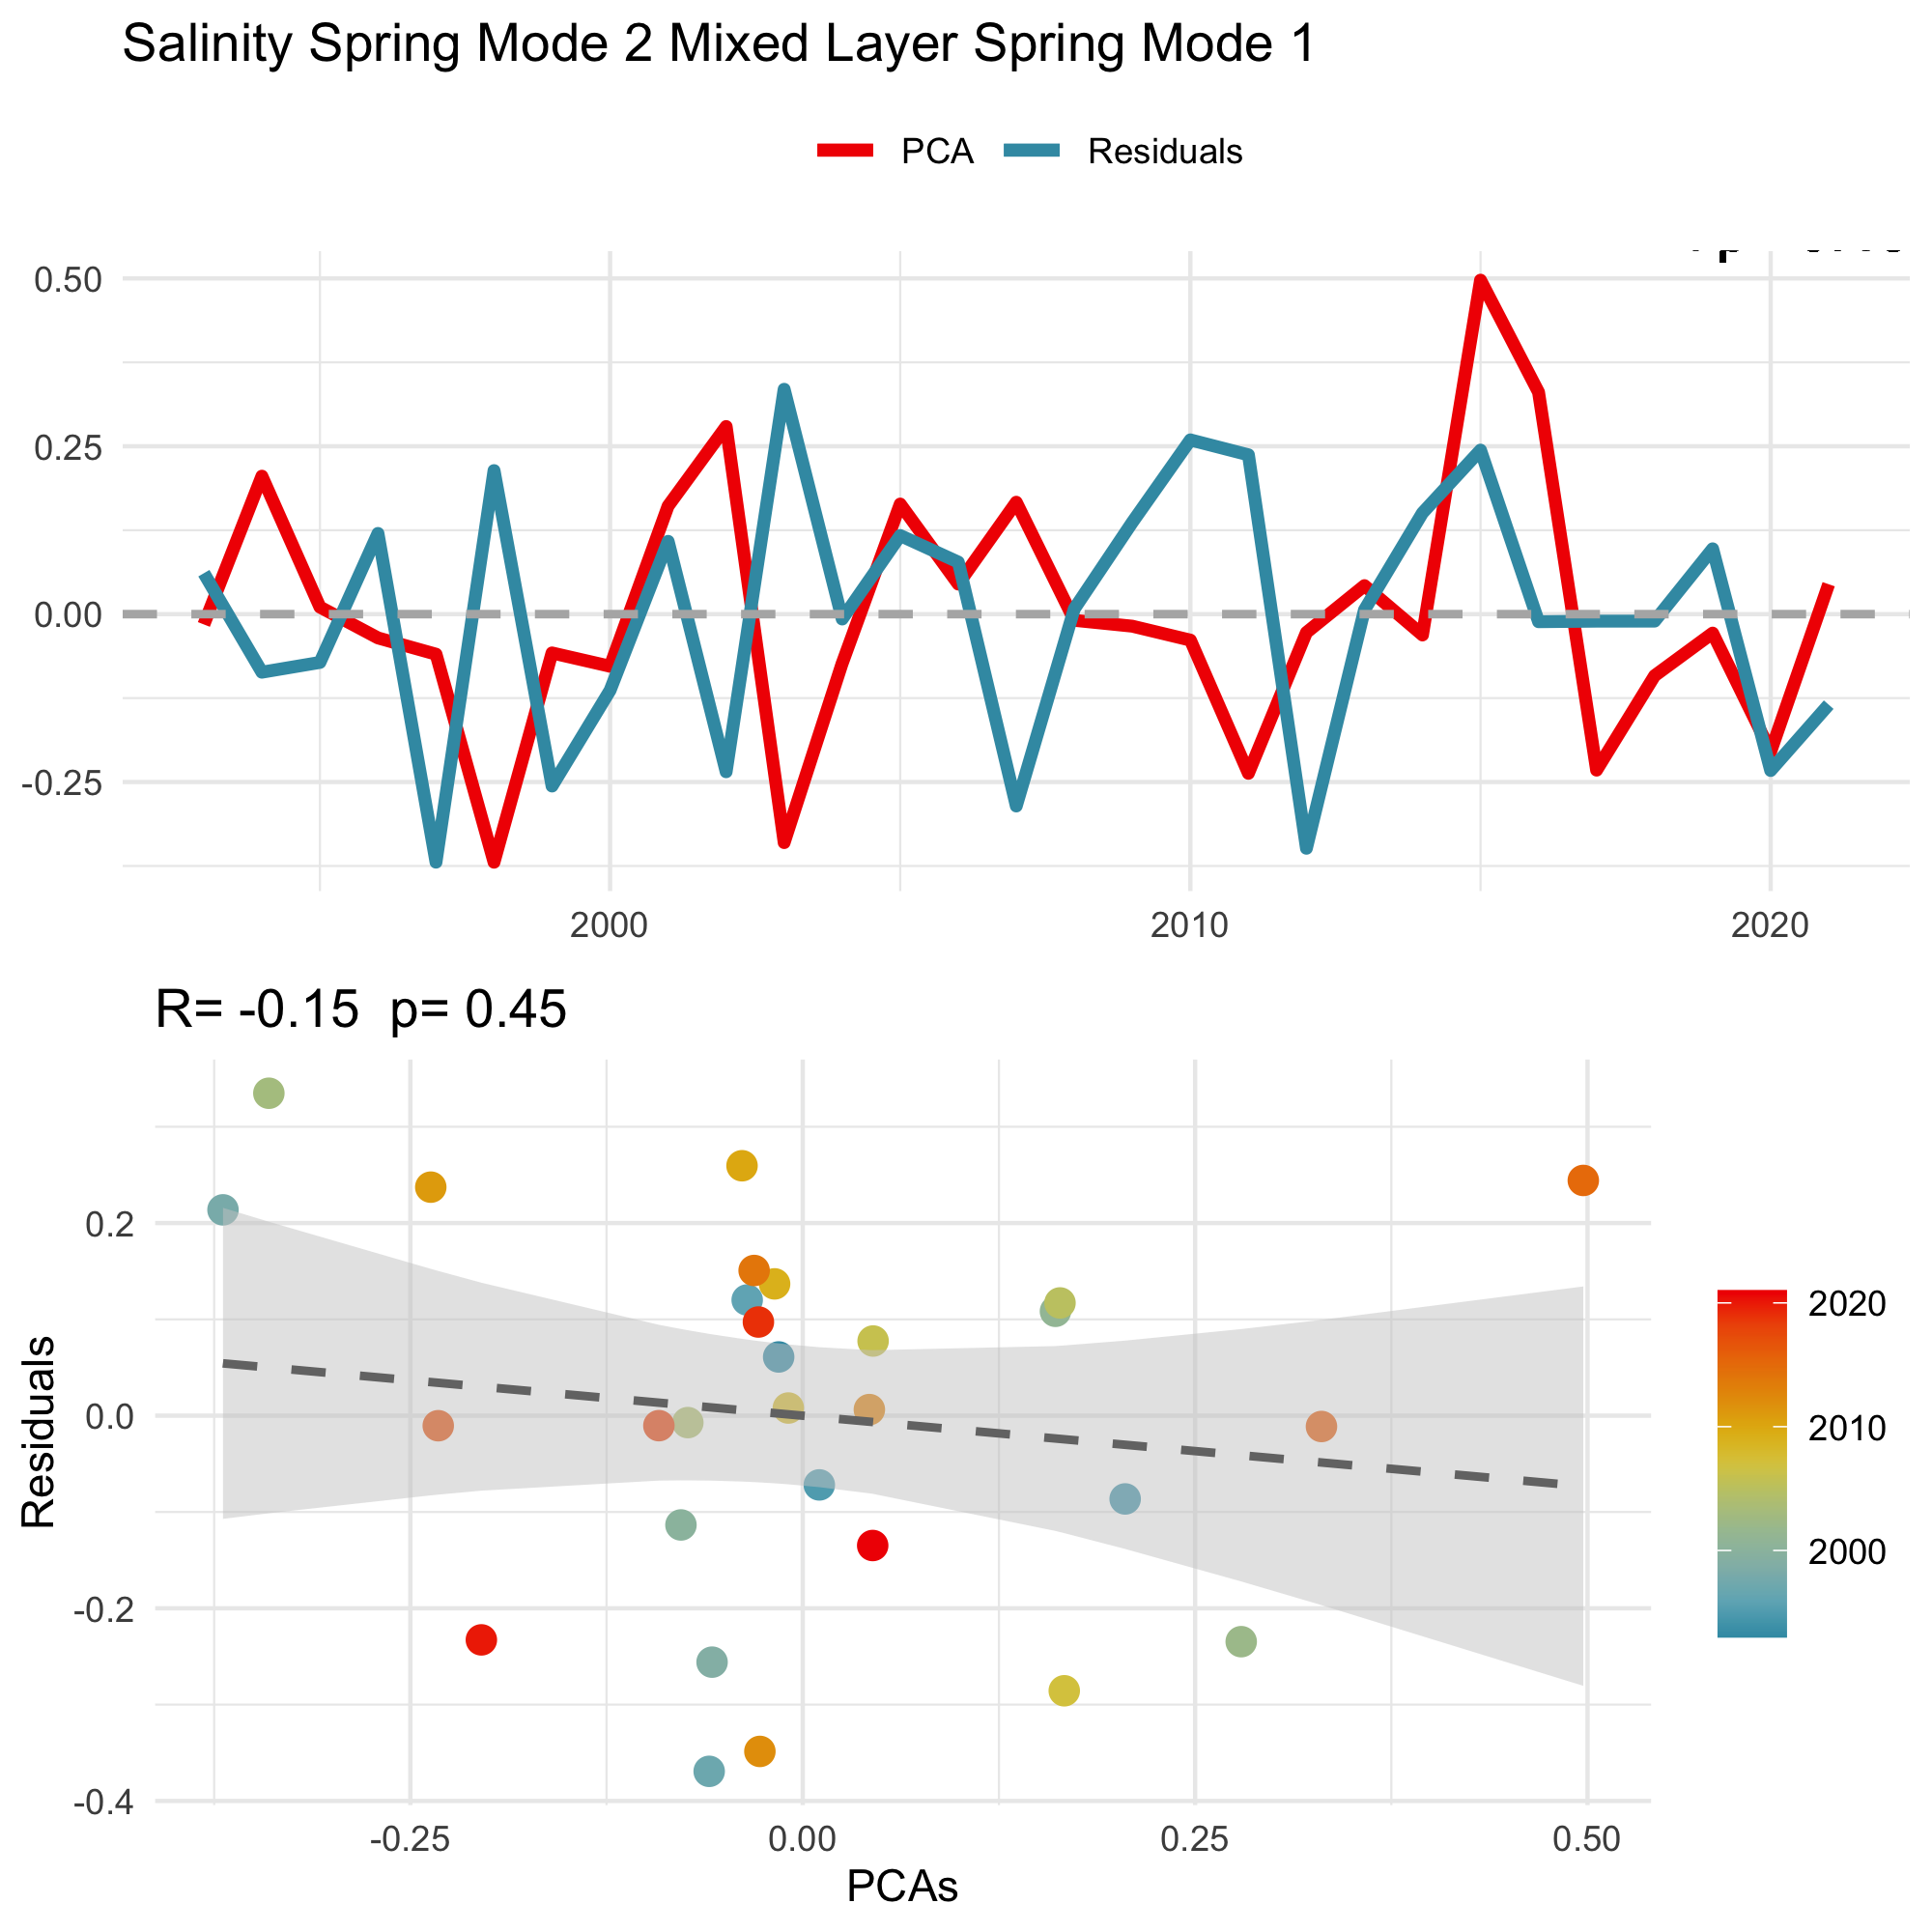 Salinity Spring Mode 2 Mixed Layer Spring Mode 1
PCA Residuals
0.50
0.25
0.00
-0.25
2000 2010 2020
R= -0.15 p= 0.45
Residuals
0.2
0.0
-0.2
-0.4
-0.25 0.00 0.25 0.50
PCAs
2020
2010
2000